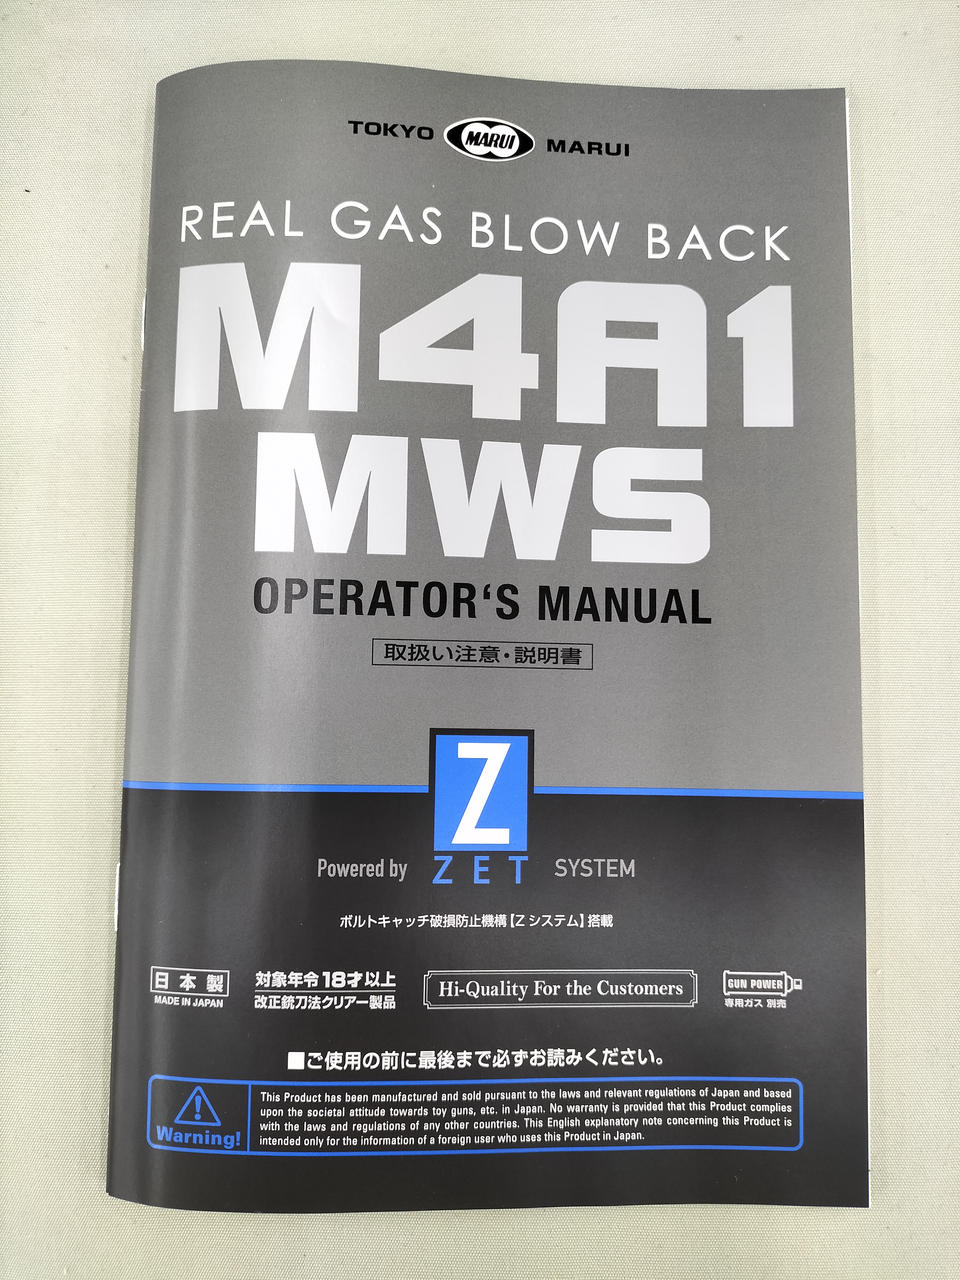 TOKYO MARUI MARUI
REAL GAS BLOW BACK
M4A1
MWS
OPERATOR‘S MANUAL
取扱い注意・説明書
Z
Powered by ZET SYSTEM
ボルトキャッチ破損防止機構【Zシステム】搭載
日本製
MADE IN JAPAN
対象年令18才以上
改正銃刀法クリアー製品
Hi-Quality For the Customers
GUN POWER
専用ガス 別売
■ご使用の前に最後まで必ずお読みください。
Warning!
This Product has been manufactured and sold pursuant to the laws and relevant regulations of Japan and based
upon the societal attitude towards toy guns, etc. in Japan. No warranty is provided that this Product complies
with the laws and regulations of any other countries. This English explanatory note concerning this Product is
intended only for the information of a foreign user who uses this Product in Japan.